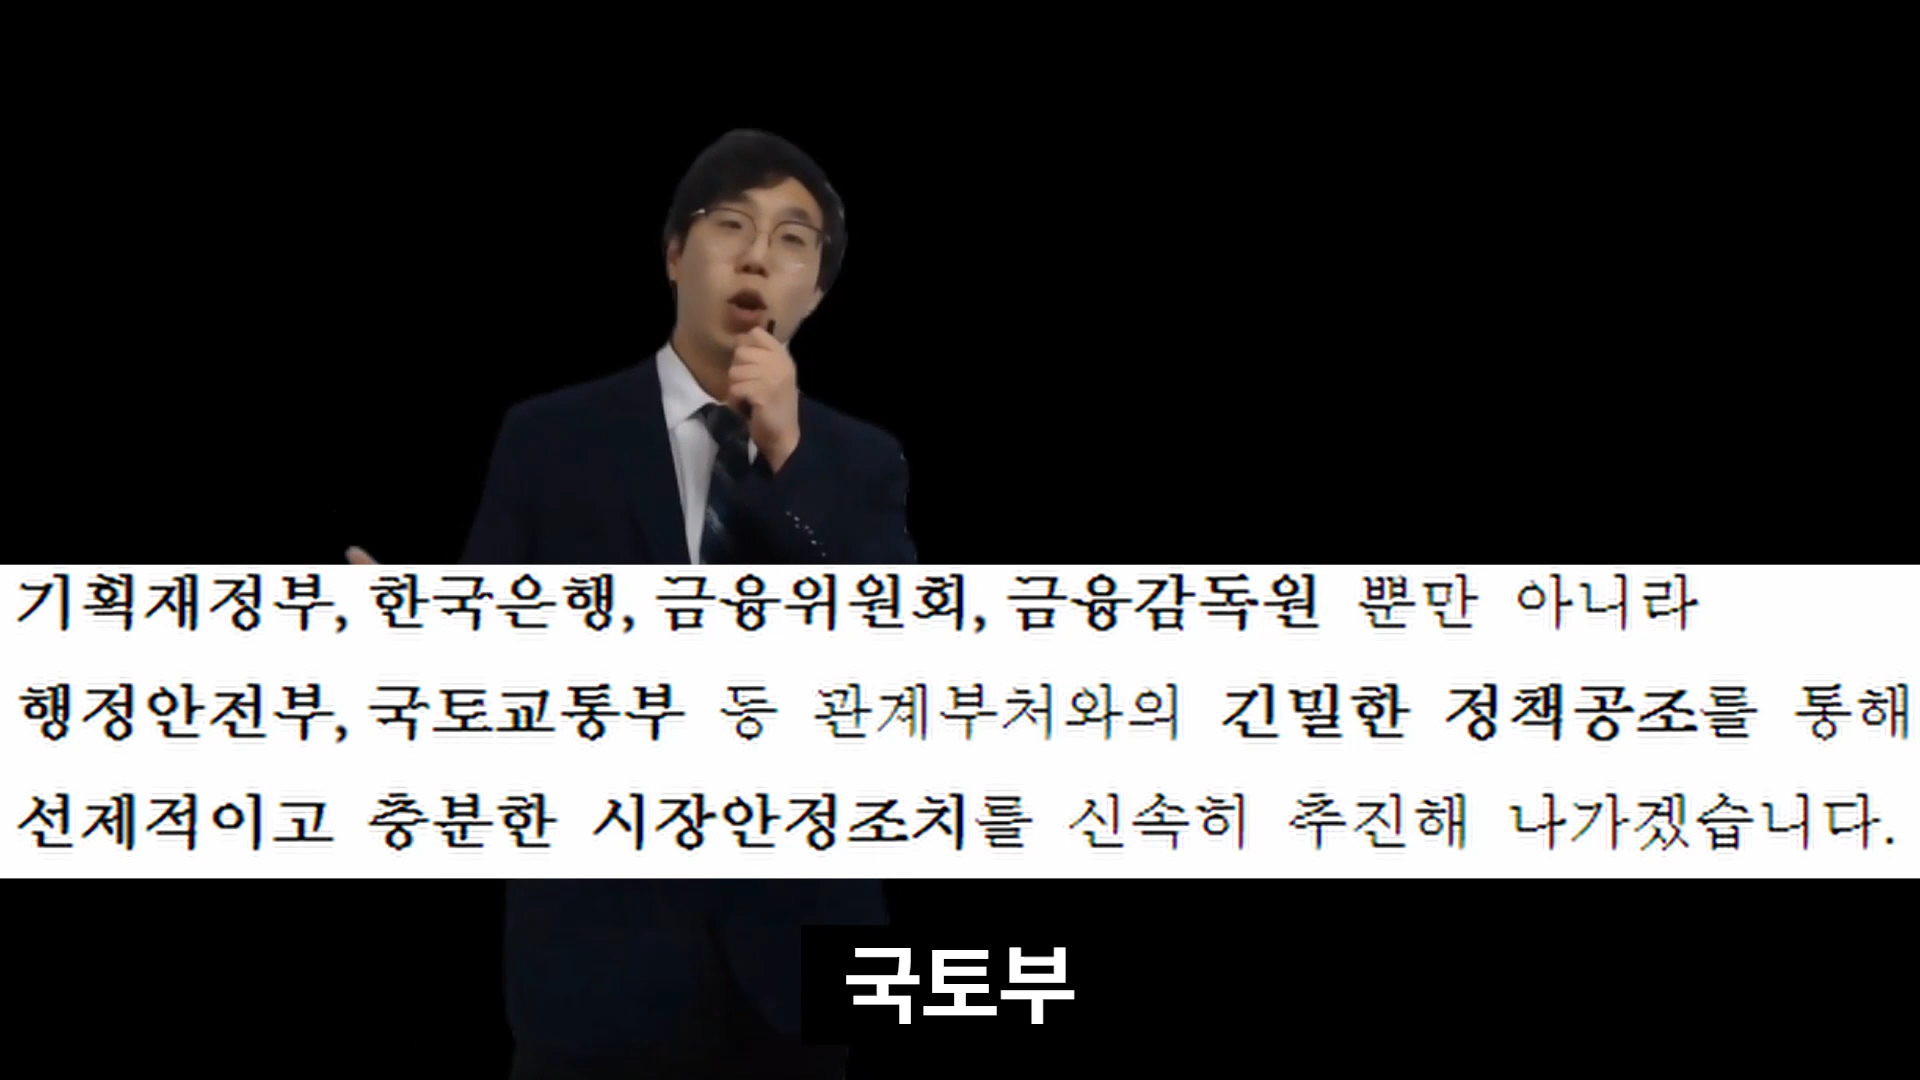 기획재정부, 한국은행, 금융위원회, 금융감독원 뿐만 아니라
행정안전부, 국토교통부 등 관계부처와의 긴밀한 정책공조를 통해
선제적이고 충분한 시장안정조치를 신속히 추진해 나가겠습니다.
국토부